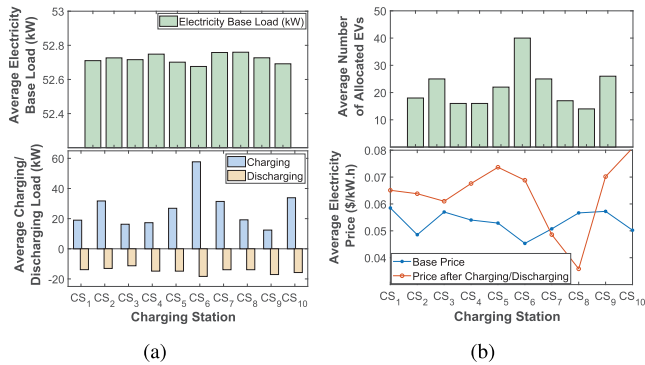 53
52.8
52.6
52.4
Average Electricity
Base Load (kW)
Electricity Base Load (kW)
60
40
20
0
-20
Average Charging/
Discharging Load (kW)
Charging
Discharging
CS1 CS2 CS3 CS4 CS5 CS6 CS7 CS8 CS9 CS10
Charging Station
(a)
50
40
30
20
10
Average Number
of Allocated EVs
0.08
0.07
0.06
0.05
0.04
Average Electricity
Price ($/kW.h)
Base Price
Price after Charging/Discharging
CS1 CS2 CS3 CS4 CS5 CS6 CS7 CS8 CS9 CS10
Charging Station
(b)